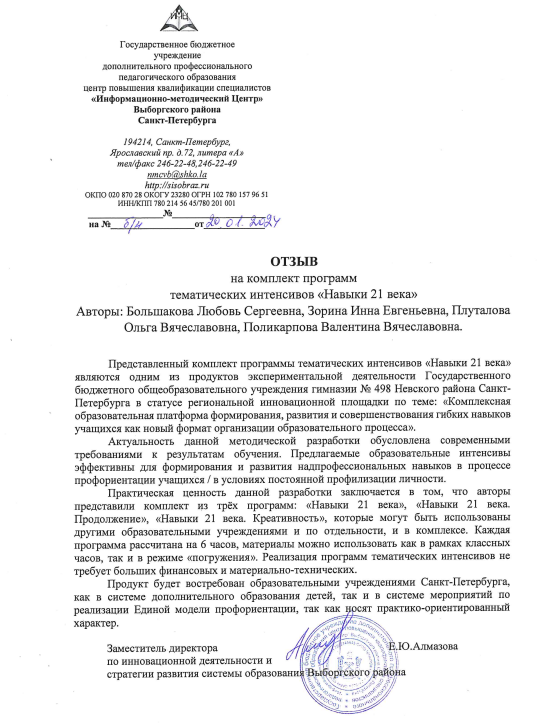 ИМЦ
Государственное бюджетное
учреждение
дополнительного профессионального
педагогического образования
центр повышения квалификации специалистов
«Информационно-методический Центр»
Выборгского района
Санкт-Петербурга
194214, Санкт-Петербург,
Ярославский пр. д.72, литера «А»
тел/факс 246-22-48,246-22-49
nmcvb@shko.la
http://sisobraz.ru
ОКПО 020 870 28 ОКОГУ 23280 ОГРН 102 780 157 96 51
ИНН/КПП 780 214 56 45/780 201 001
№
на № б/н от 20.01.2024
ОТЗЫВ
на комплект программ
тематических интенсивов «Навыки 21 века»
Авторы: Большакова Любовь Сергеевна, Зорина Инна Евгеньевна, Плуталова
Ольга Вячеславовна, Поликарпова Валентина Вячеславовна.
Представленный комплект программы тематических интенсивов «Навыки 21 века»
являются одним из продуктов экспериментальной деятельности Государственного
бюджетного общеобразовательного учреждения гимназии № 498 Невского района Санкт-
Петербурга в статусе региональной инновационной площадки по теме: «Комплексная
образовательная платформа формирования, развития и совершенствования гибких навыков
учащихся как новый формат организации образовательного процесса».
Актуальность данной методической разработки обусловлена современными
требованиями к результатам обучения. Предлагаемые образовательные интенсивы
эффективны для формирования и развития надпрофессиональных навыков в процессе
профориентации учащихся / в условиях постоянной профилизации личности.
Практическая ценность данной разработки заключается в том, что авторы
представили комплект из трёх программ: «Навыки 21 века», «Навыки 21 века.
Продолжение», «Навыки 21 века. Креативность», которые могут быть использованы
другими образовательными учреждениями и по отдельности, и в комплексе. Каждая
программа рассчитана на 6 часов, материалы можно использовать как в рамках классных
часов, так и в режиме «погружения». Реализация программ тематических интенсивов не
требует больших финансовых и материально-технических.
Продукт будет востребован образовательными учреждениями Санкт-Петербурга,
как в системе дополнительного образования детей, так и в системе мероприятий по
реализации Единой модели профориентации, так как носят практико-ориентированный
характер.
Заместитель директора Е.Ю.Алмазова
по инновационной деятельности и
стратегии развития системы образования Выборгского района